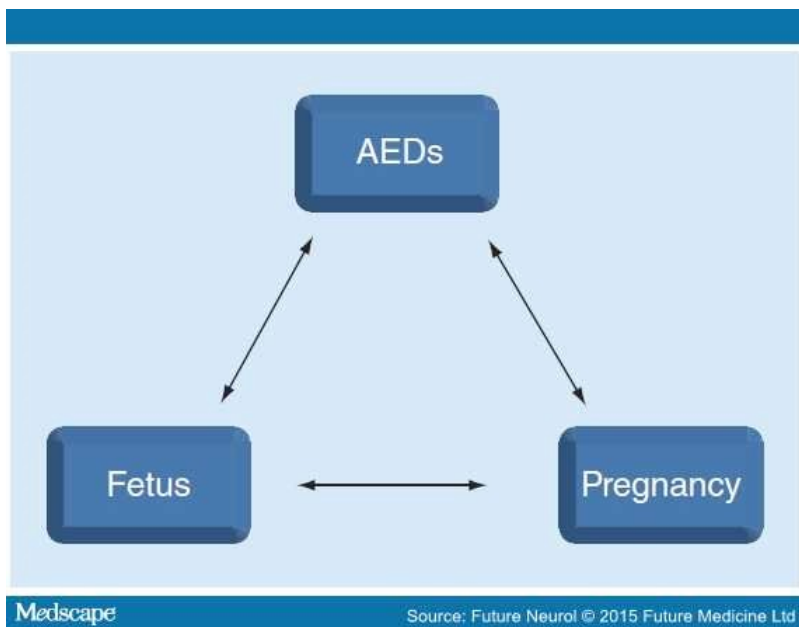 AEDs
Fetus
Pregnancy
Medscape
Source: Future Neurol © 2015 Future Medicine Ltd